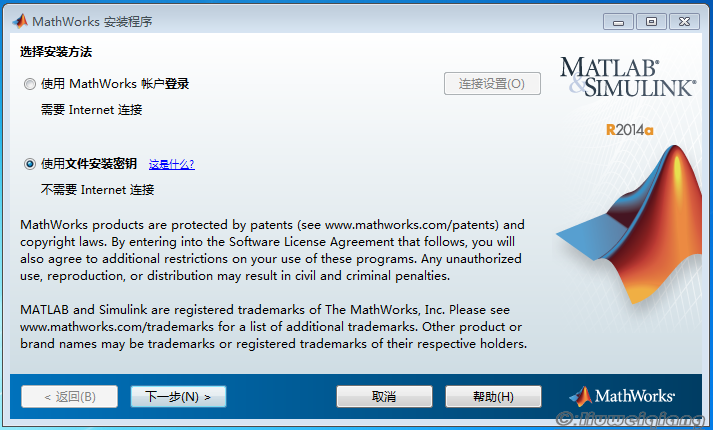 MathWorks 安装程序
选择安装方法
使用 MathWorks 帐户登录
连接设置(O)
需要 Internet 连接
使用文件安装密钥 这是什么?
不需要 Internet 连接
MATLAB®
&SIMULINK®
R2014a
MathWorks products are protected by patents (see www.mathworks.com/patents) and
copyright laws. By entering into the Software License Agreement that follows, you will
also agree to additional restrictions on your use of these programs. Any unauthorized
use, reproduction, or distribution may result in civil and criminal penalties.
MATLAB and Simulink are registered trademarks of The MathWorks, Inc. Please see
www.mathworks.com/trademarks for a list of additional trademarks. Other product or
brand names may be trademarks or registered trademarks of their respective holders.
< 返回(B) 下一步(N) > 取消 帮助(H) MathWorks®